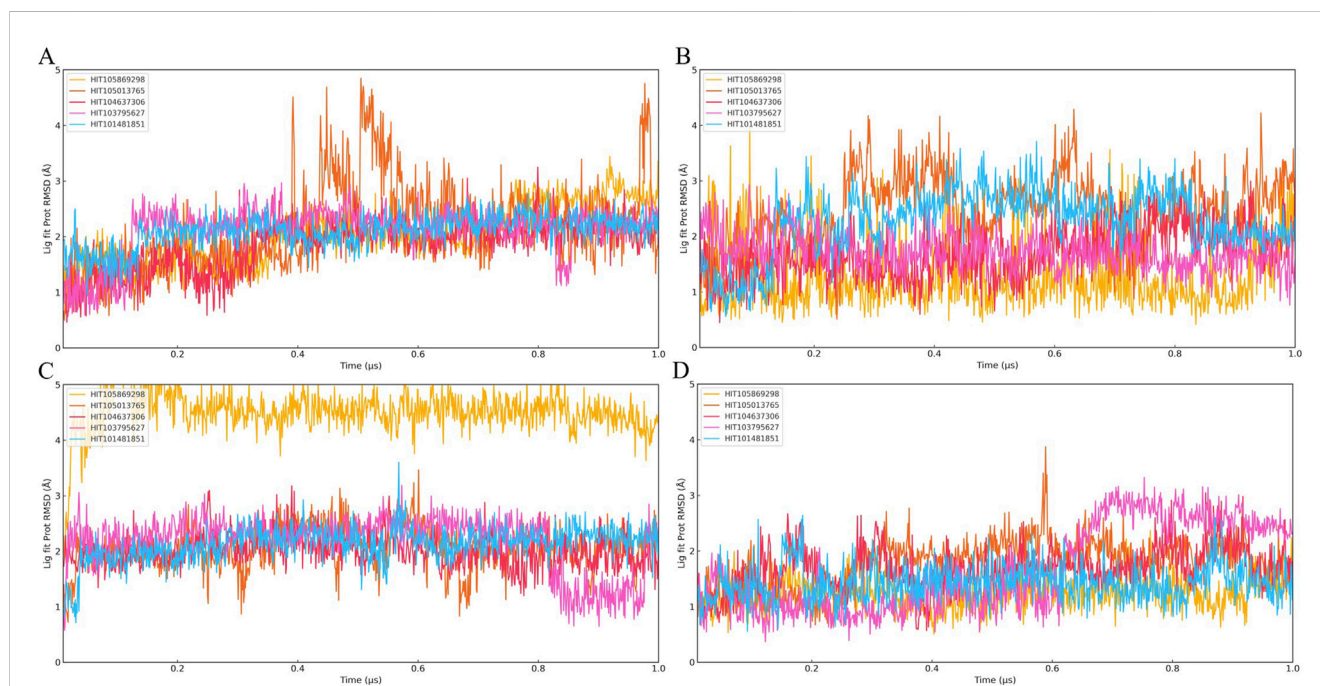 A
5
4
3
2
1
0
Lig fit Prot RMSD (Å)
HIT105869298
HIT105013765
HIT104637306
HIT103795627
HIT101481851
0.2
0.4
0.6
0.8
1.0
Time (μs)
B
5
4
3
2
1
0
Lig fit Prot RMSD (Å)
HIT105869298
HIT105013765
HIT104637306
HIT103795627
HIT101481851
0.2
0.4
0.6
0.8
1.0
Time (μs)
C
5
4
3
2
1
0
Lig fit Prot RMSD (Å)
HIT105869298
HIT105013765
HIT104637306
HIT103795627
HIT101481851
0.2
0.4
0.6
0.8
1.0
Time (μs)
D
5
4
3
2
1
0
Lig fit Prot RMSD (Å)
HIT105869298
HIT105013765
HIT104637306
HIT103795627
HIT101481851
0.2
0.4
0.6
0.8
1.0
Time (μs)